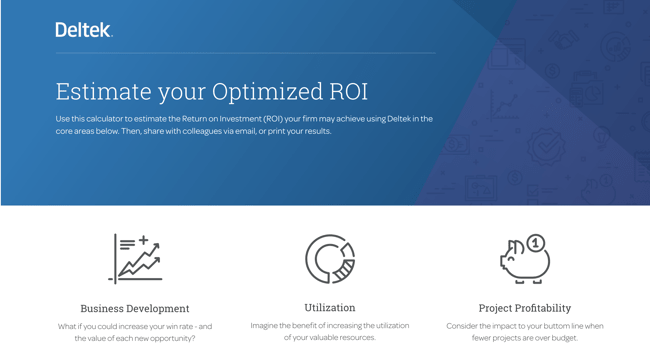 Deltek.
Estimate your Optimized ROI
Use this calculator to estimate the Return on Investment (ROI) your firm may achieve using Deltek in the
core areas below. Then, share with colleagues via email, or print your results.
1
Business Development
Utilization
Project Profitability
What if you could increase your win rate - and
the value of each new opportunity?
Imagine the benefit of increasing the utilization
of your valuable resources.
Consider the impact to your buttom line when
fewer projects are over budget.